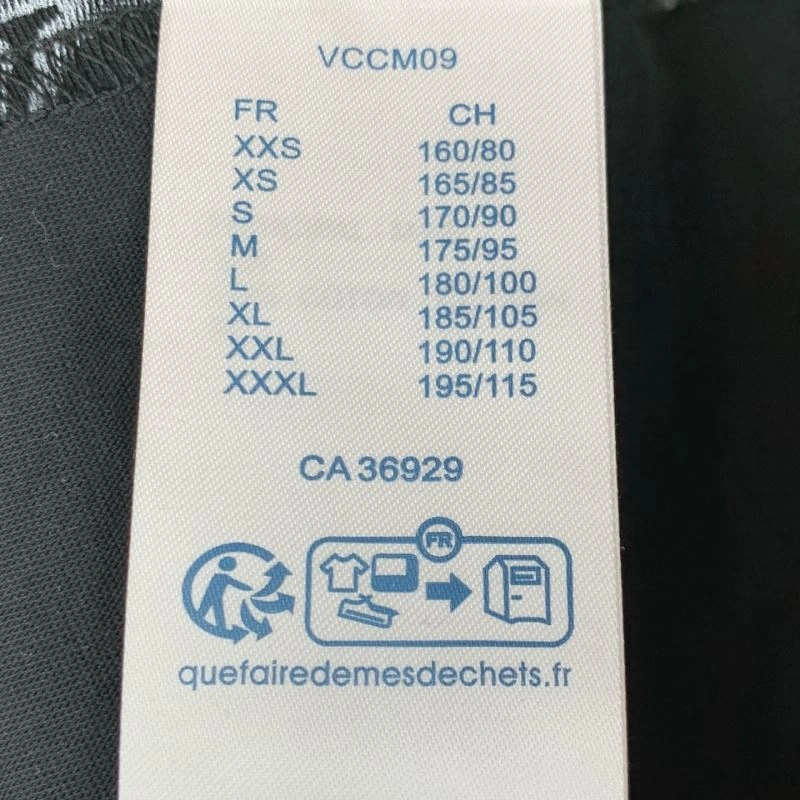 VCCM09
FR CH
XXS 160/80
XS 165/85
S 170/90
M 175/95
L 180/100
XL 185/105
XXL 190/110
XXXL 195/115
CA 36929
FR
quefairedemesdechets.fr